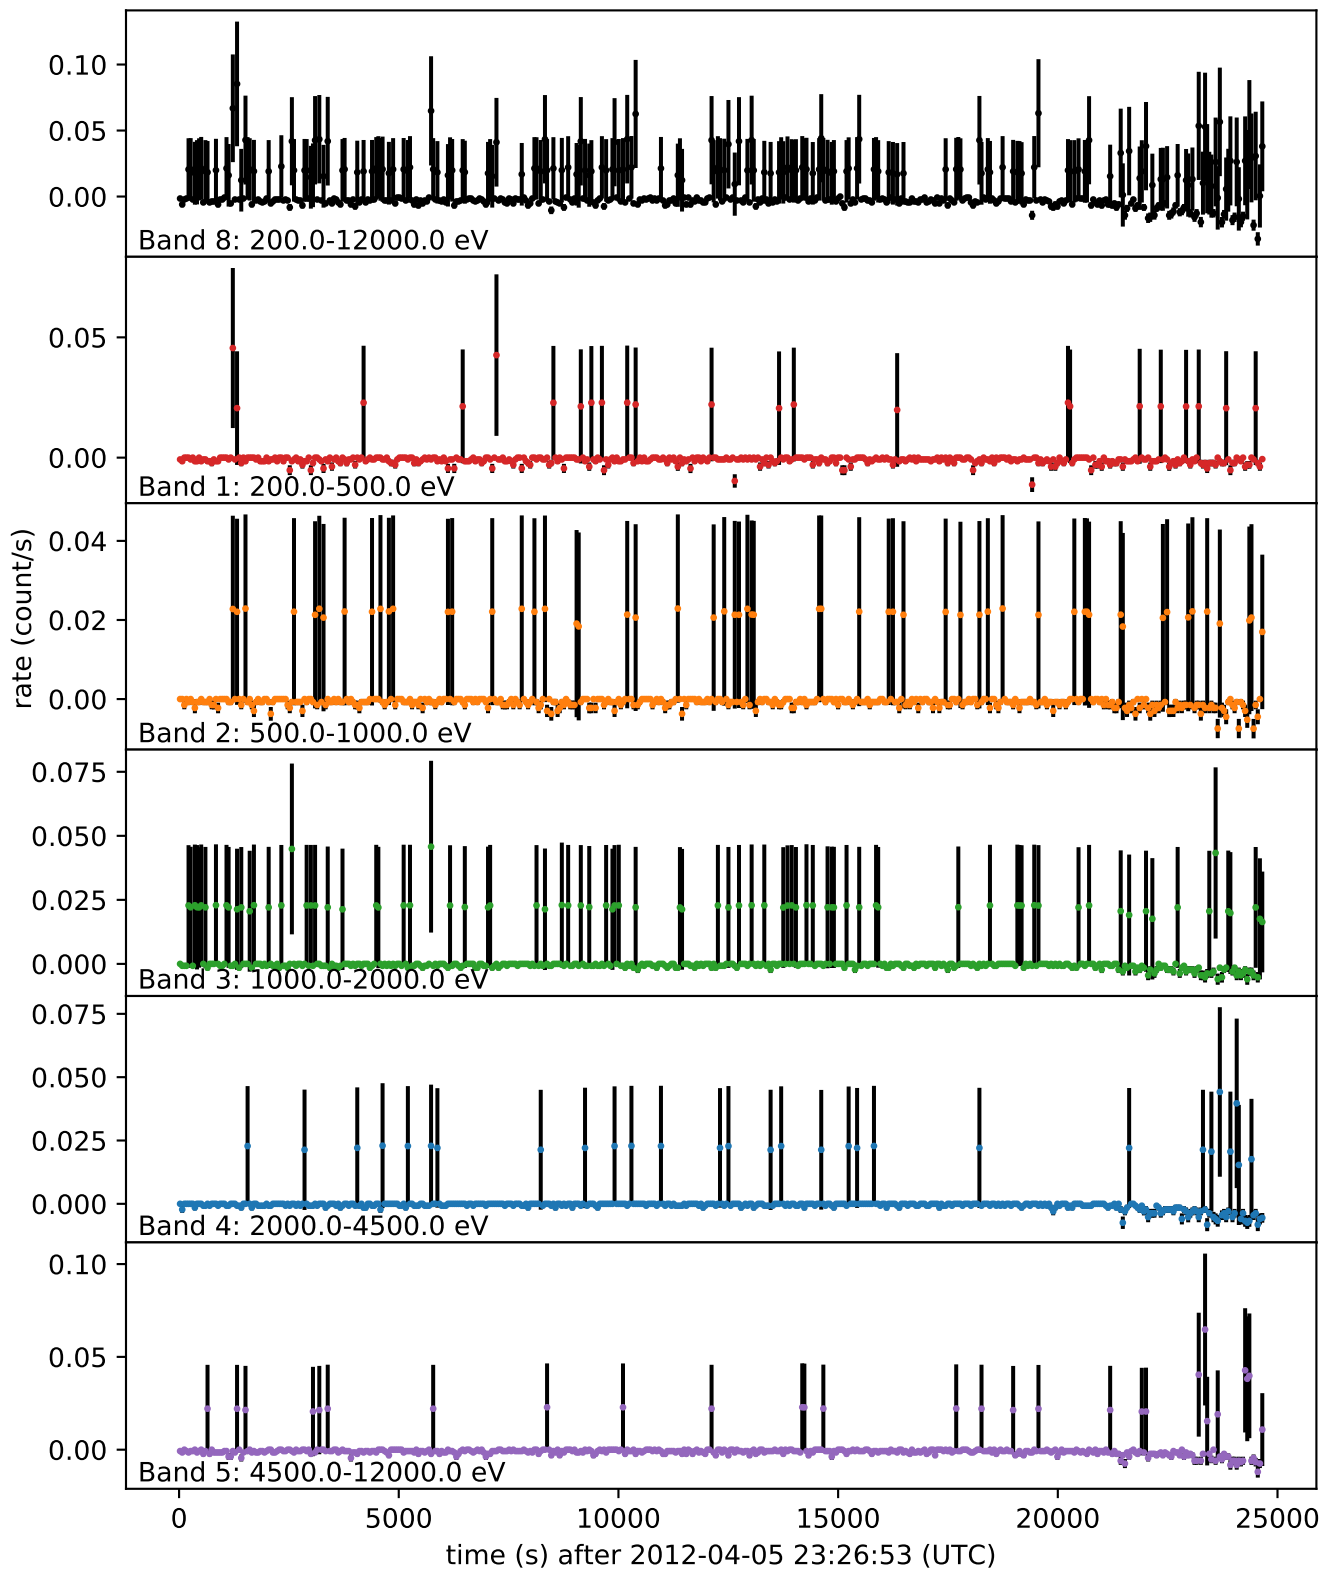 0.10
0.05
0.00
Band 8: 200.0-12000.0 eV
0.05
0.00
Band 1: 200.0-500.0 eV
rate (count/s)
0.04
0.02
0.00
Band 2: 500.0-1000.0 eV
0.075
0.050
0.025
0.000
Band 3: 1000.0-2000.0 eV
0.075
0.050
0.025
0.000
Band 4: 2000.0-4500.0 eV
0.10
0.05
0.00
Band 5: 4500.0-12000.0 eV
0 5000 10000 15000 20000 25000
time (s) after 2012-04-05 23:26:53 (UTC)